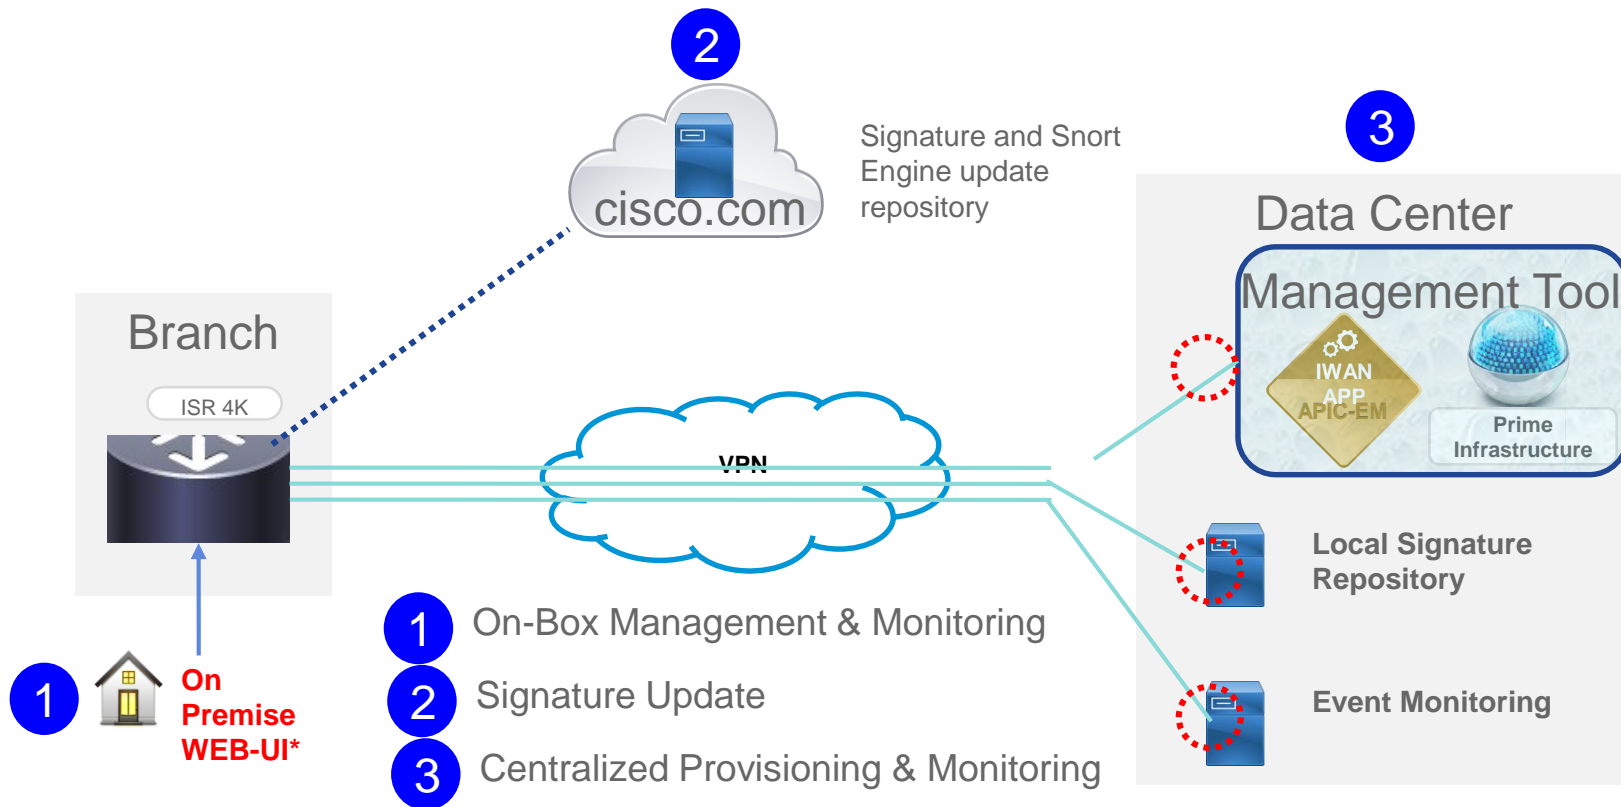 2
cisco.com
Signature and Snort
Engine update
repository
3
Data Center
Management Tool
IWAN
APP
APIC-EM
Prime
Infrastructure
Branch
ISR 4K
VPN
Local Signature
Repository
Event Monitoring
1
On
Premise
WEB-UI*
1 On-Box Management & Monitoring
2 Signature Update
3 Centralized Provisioning & Monitoring